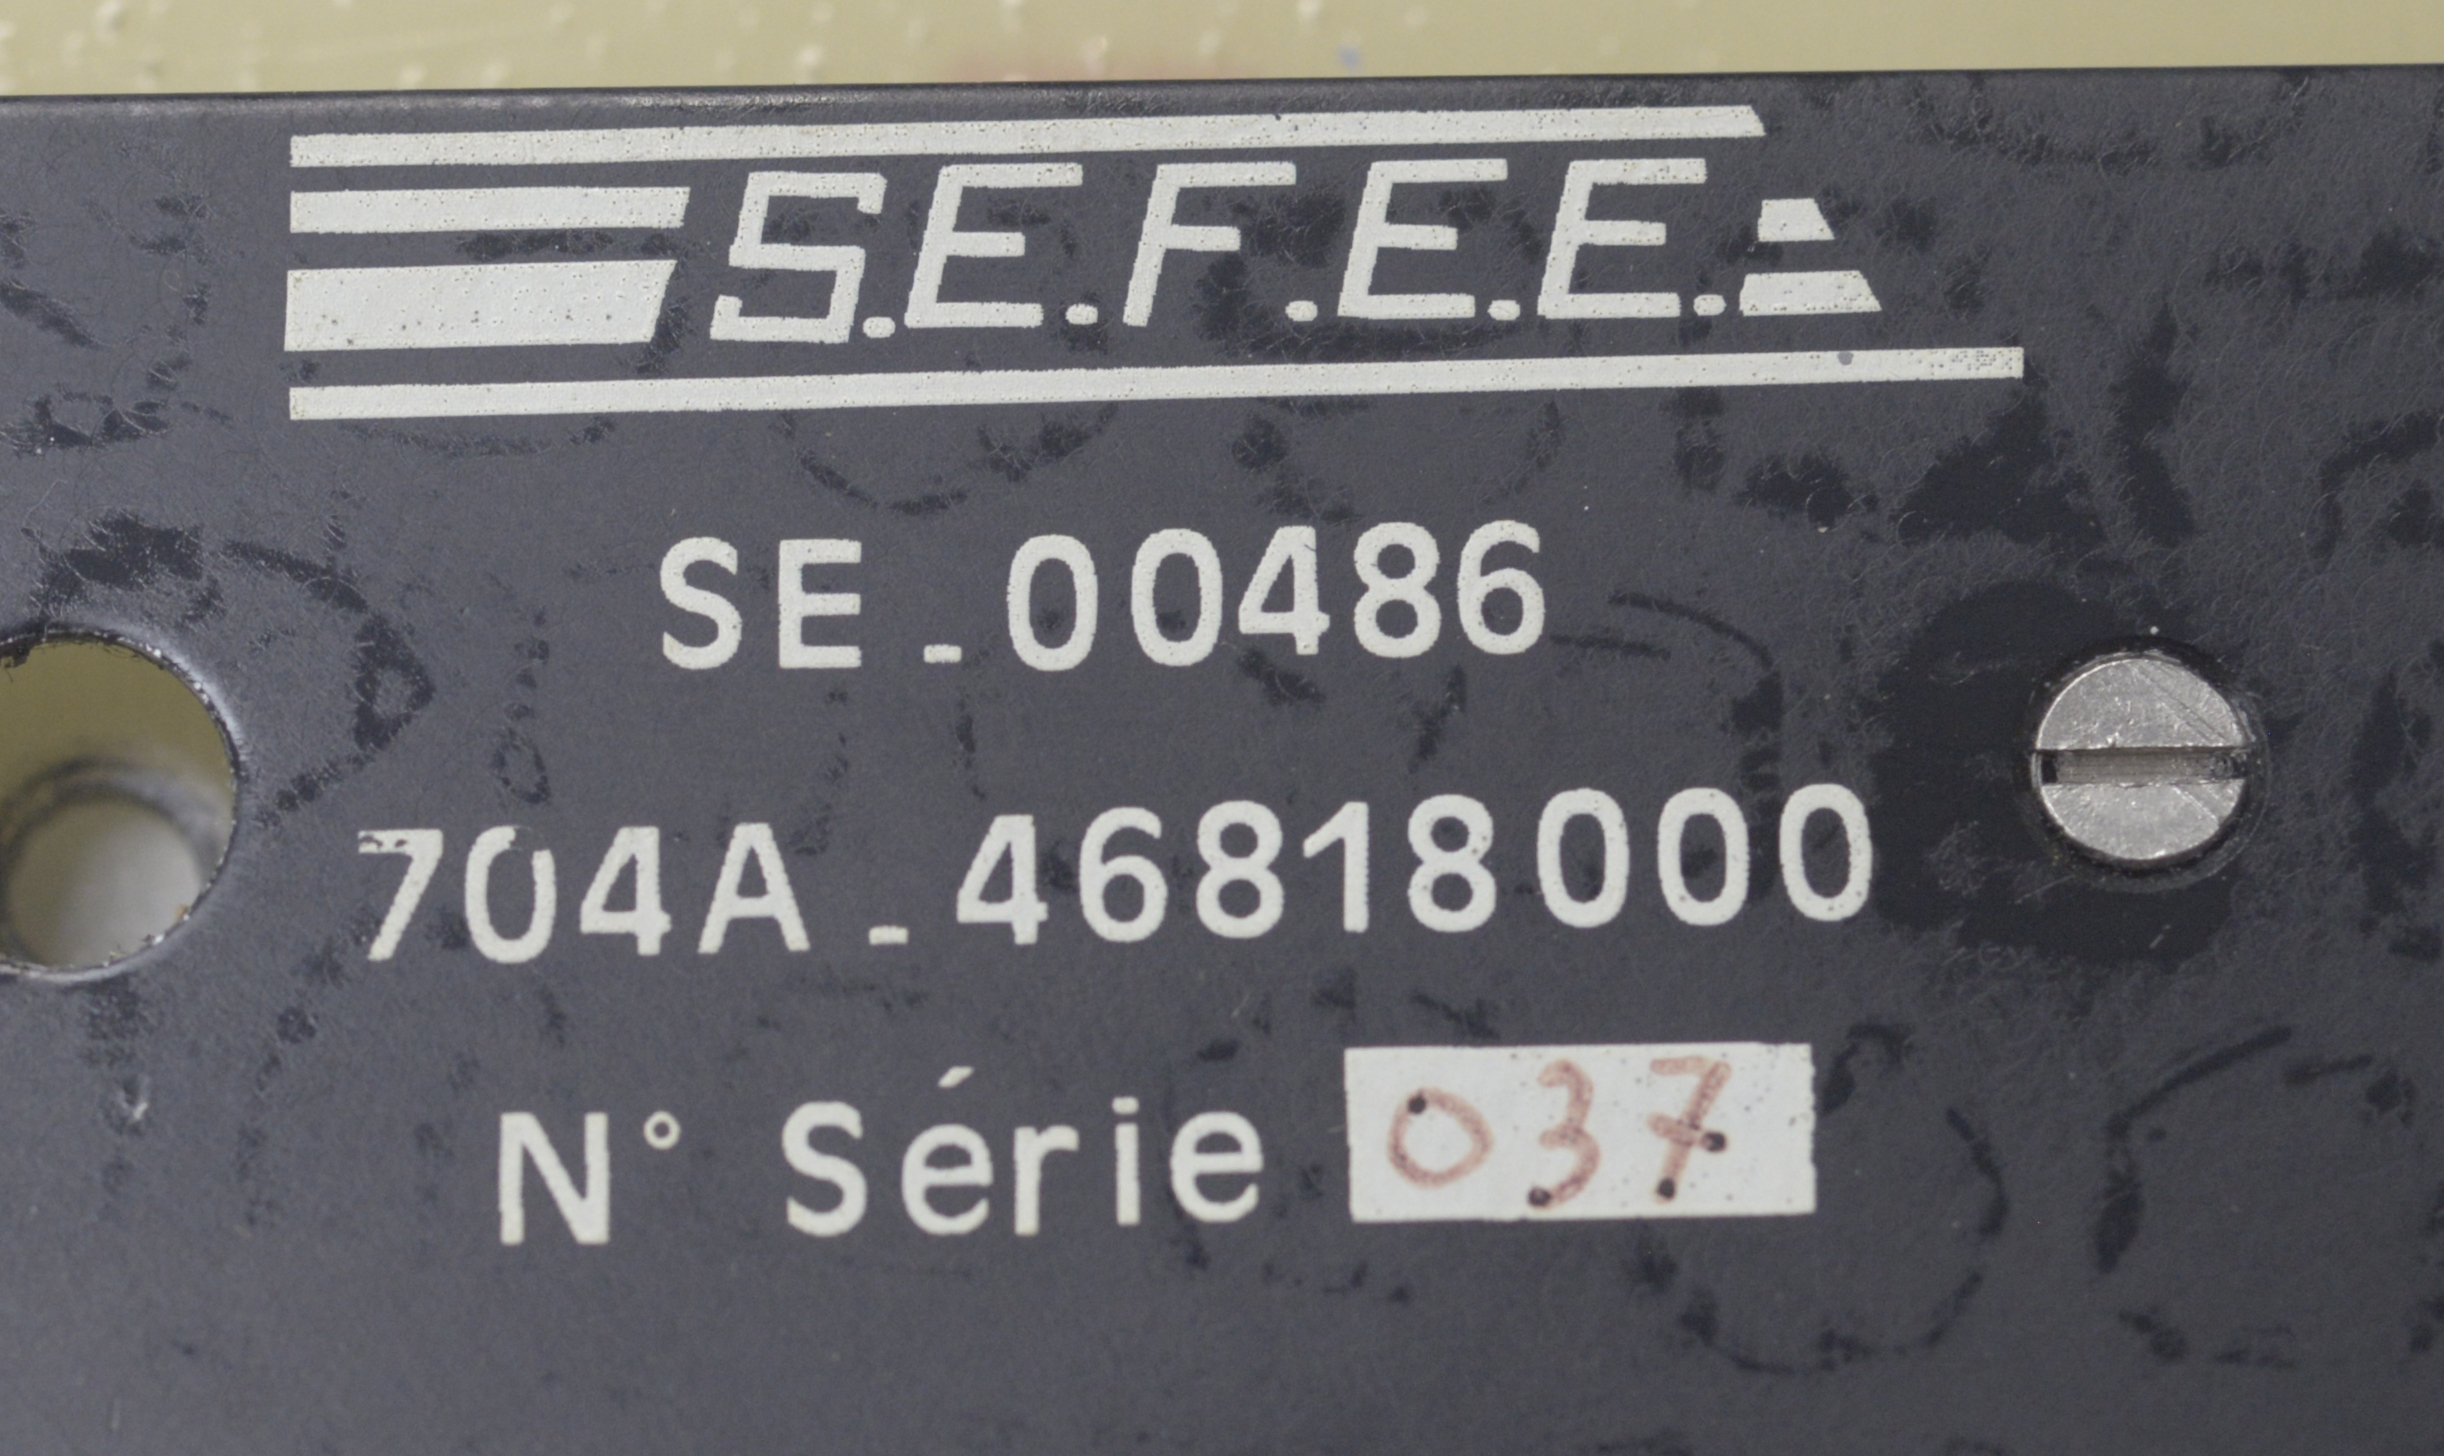 S.E.F.E.E.
SE_00486
704A_46818000
N° Série 037